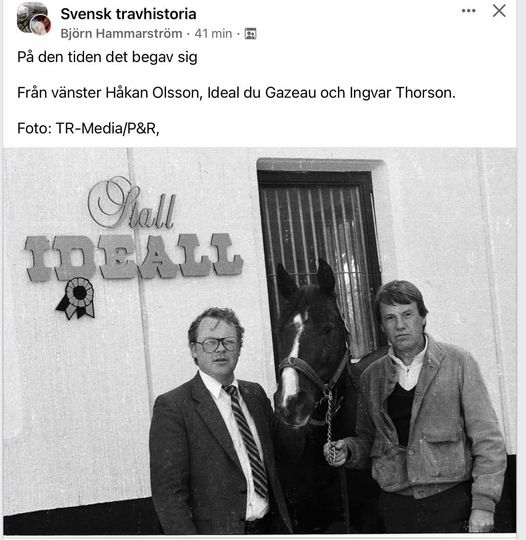 Svensk travhistoria
Björn Hammarström · 41 min ·
På den tiden det begav sig
Från vänster Håkan Olsson, Ideal du Gazeau och Ingvar Thorson.
Foto: TR-Media/P&R,
Stall
IDEALL